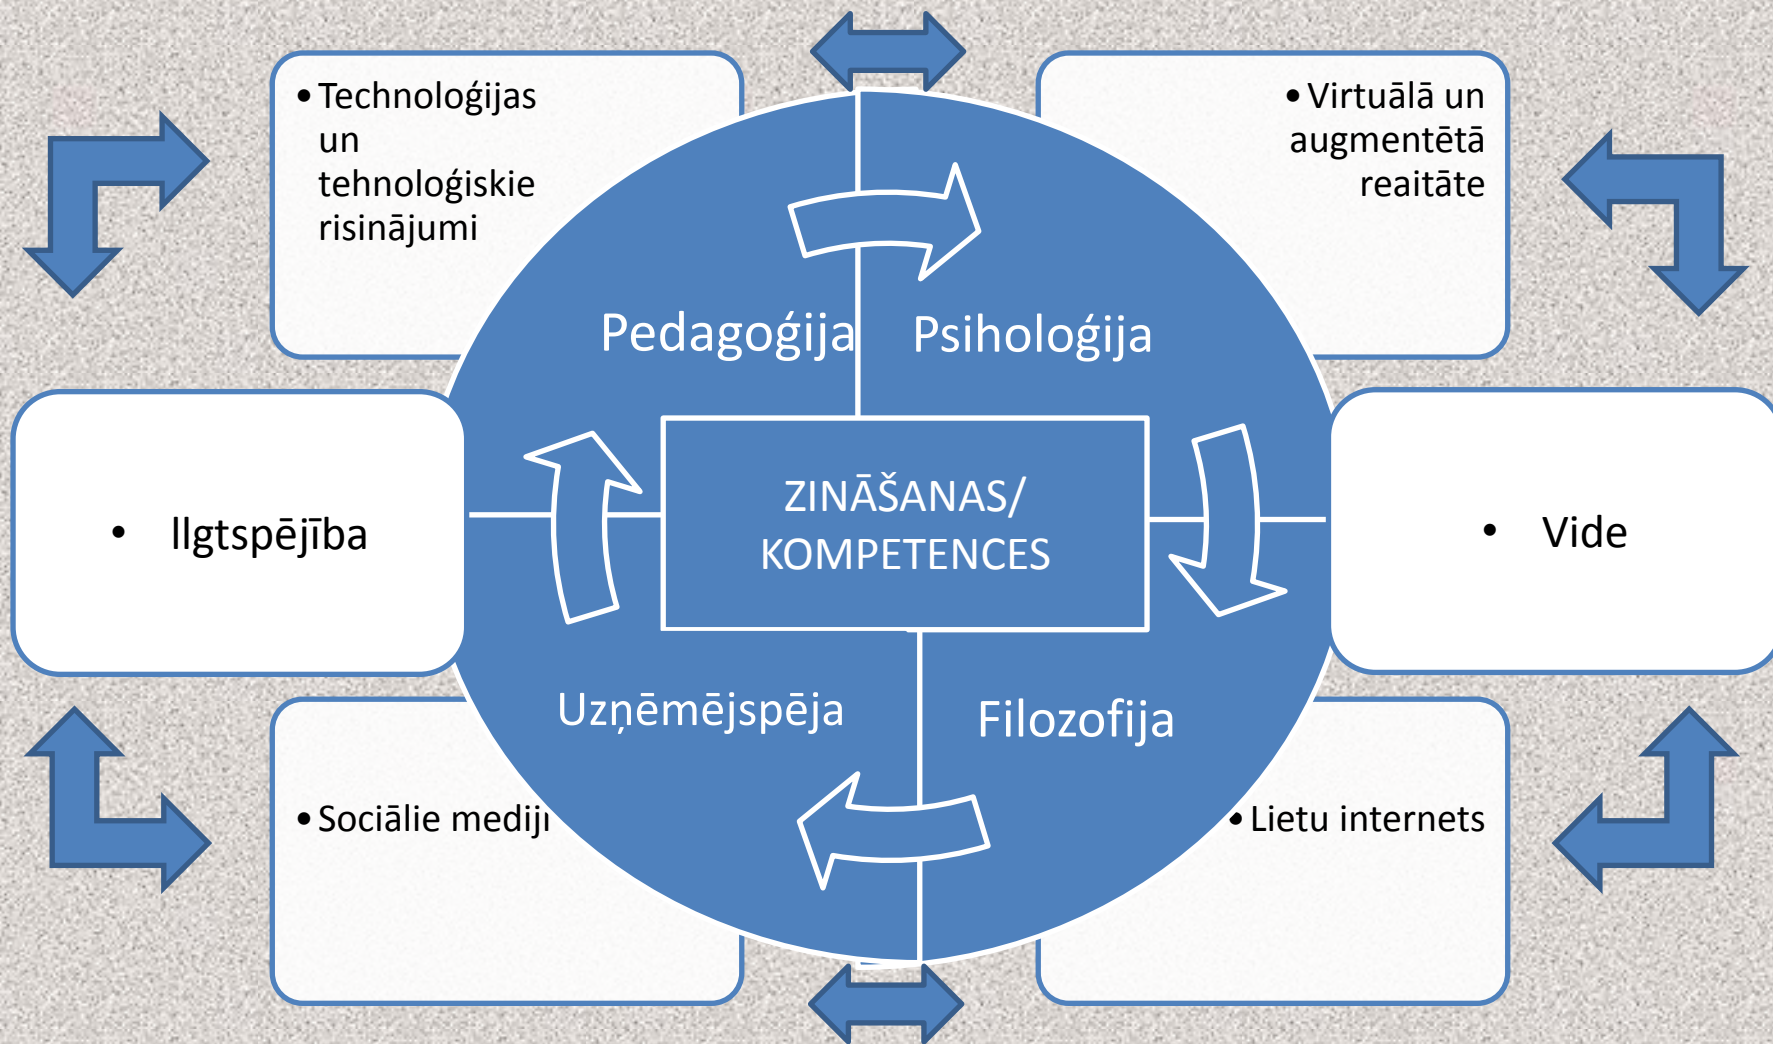 • Technoloģijas
un
tehnoloģiskie
risinājumi
• Virtuālā un
augmentētā
reaitāte
Pedagoģija
Psiholoģija
• Ilgtspējība
ZINĀŠANAS/
KOMPETENCES
• Vide
Uzņēmējspēja
Filozofija
• Sociālie mediji
• Lietu internets